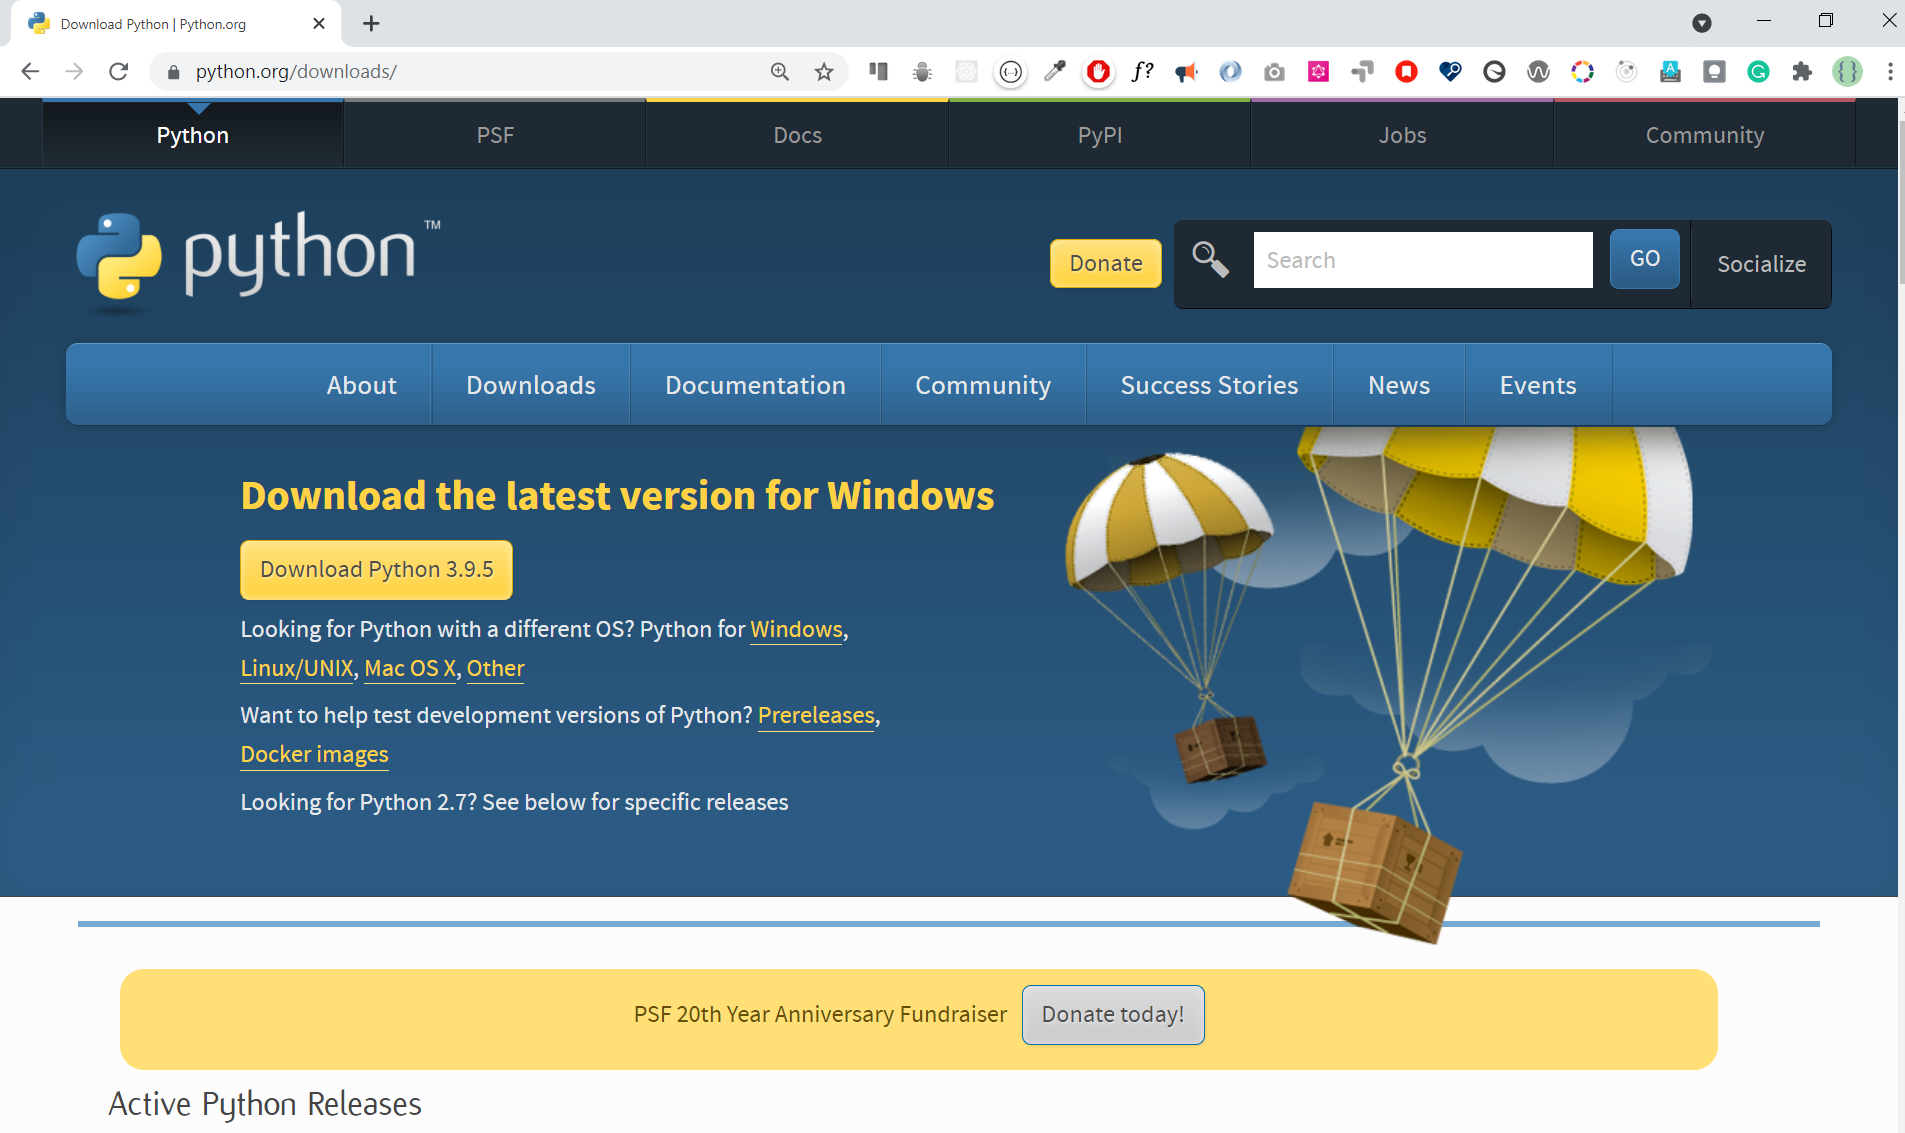 Download Python | Python.org
python.org/downloads/
f?
Python PSF Docs PyPI Jobs Community
python™
Donate Search GO Socialize
About Downloads Documentation Community Success Stories News Events
Download the latest version for Windows
Download Python 3.9.5
Looking for Python with a different OS? Python for Windows,
Linux/UNIX, Mac OS X, Other
Want to help test development versions of Python? Prereleases,
Docker images
Looking for Python 2.7? See below for specific releases
PSF 20th Year Anniversary Fundraiser Donate today!
Active Python Releases